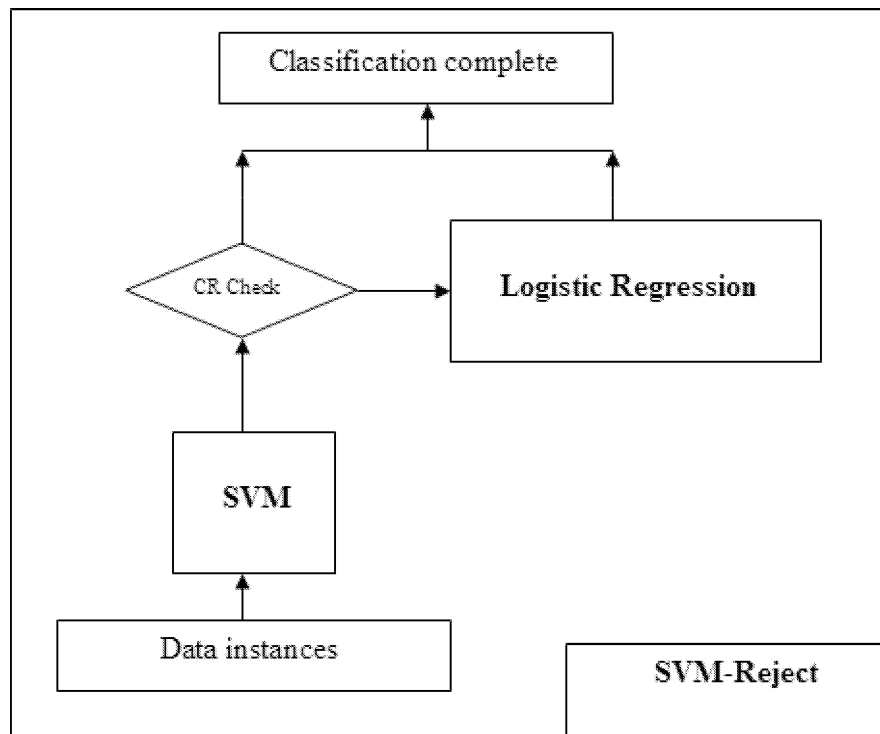 Classification complete
CR Check
Logistic Regression
SVM
Data instances
SVM-Reject